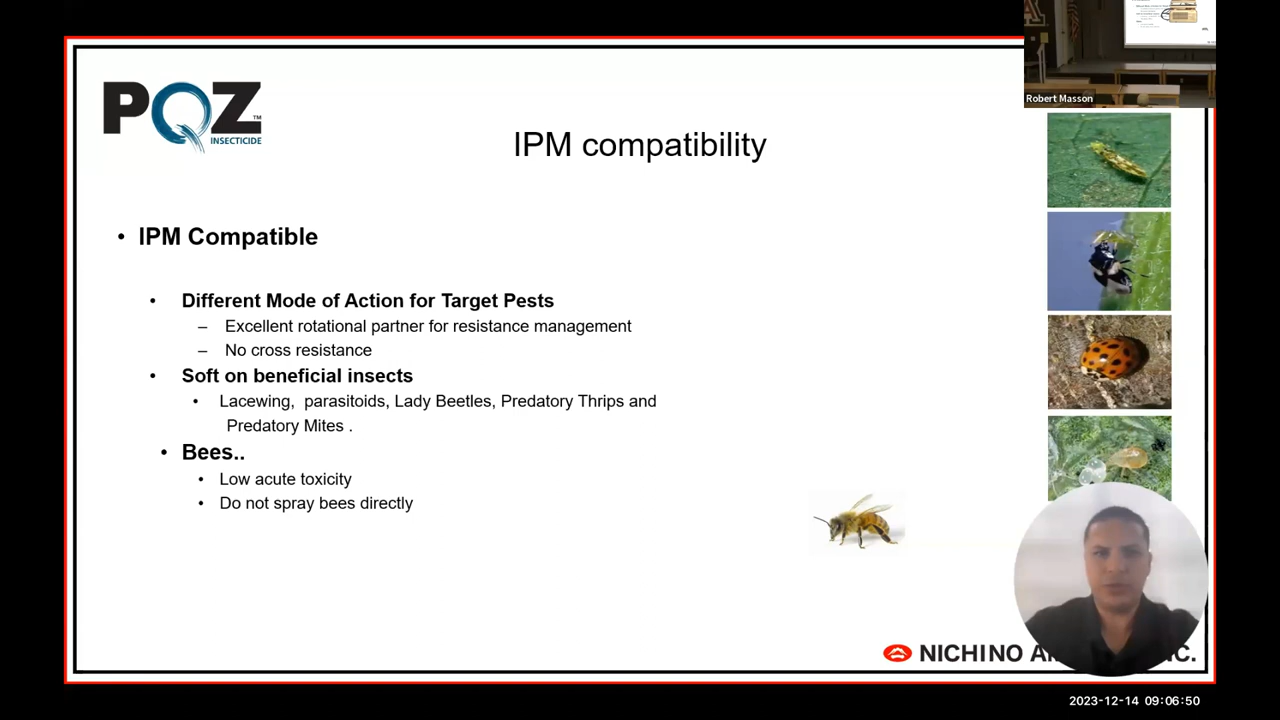 Robert Masson
PQZ™
INSECTICIDE
IPM compatibility
• IPM Compatible
• Different Mode of Action for Target Pests
– Excellent rotational partner for resistance management
– No cross resistance
• Soft on beneficial insects
• Lacewing, parasitoids, Lady Beetles, Predatory Thrips and
Predatory Mites .
• Bees..
• Low acute toxicity
• Do not spray bees directly
NICHINO
2023-12-14 09:06:50